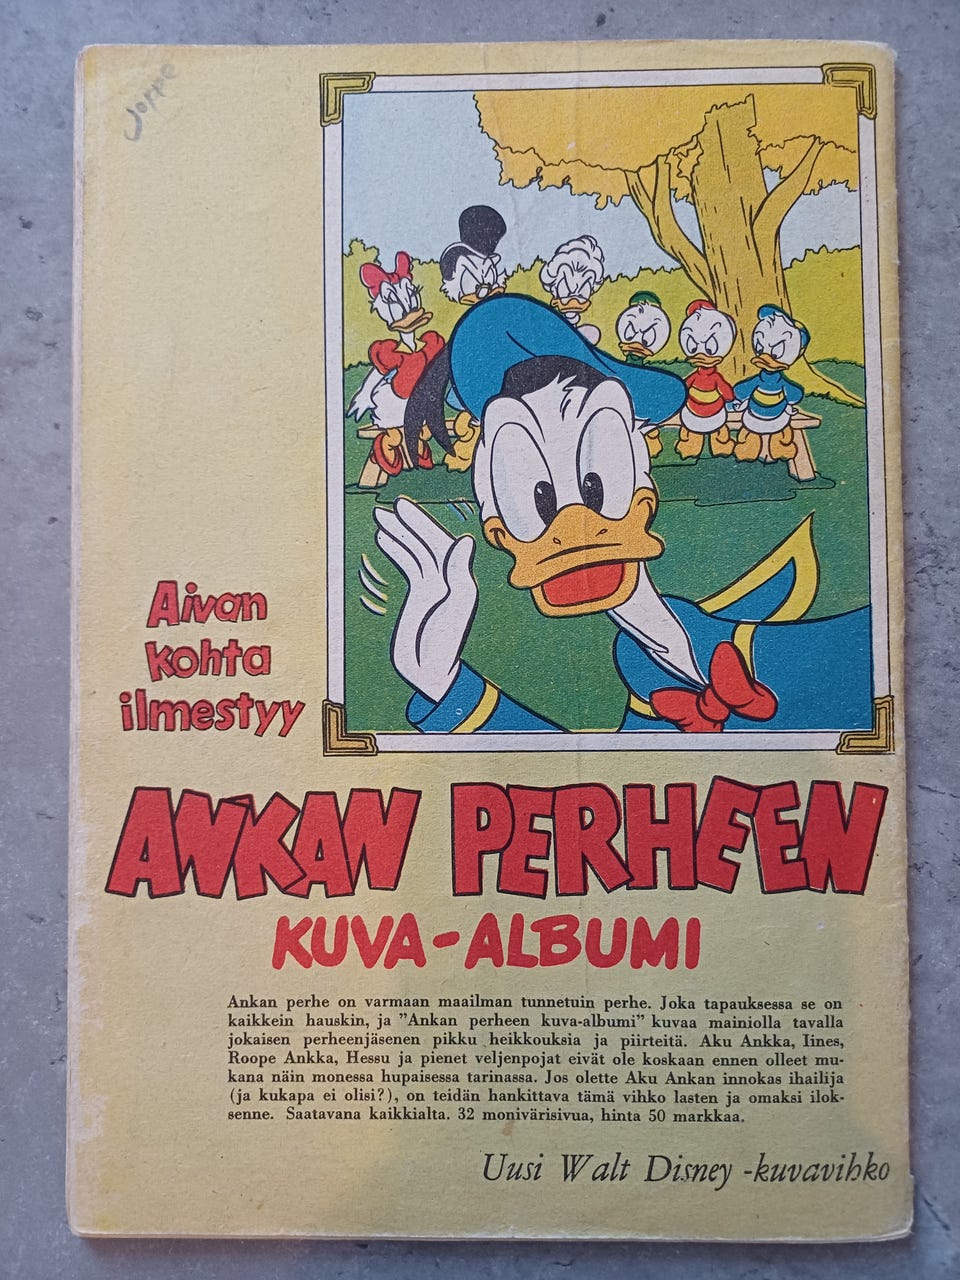 Joppe
Aivan
kohta
ilmestyy
ANKAN PERHEEN
KUVA-ALBUMI
Ankan perhe on varmaan maailman tunnetuin perhe. Joka tapauksessa se on
kaikkein hauskin, ja ”Ankan perheen kuva-albumi” kuvaa mainiolla tavalla
jokaisen perheenjäsenen pikku heikkouksia ja piirteitä. Aku Ankka, Iines,
Roope Ankka, Hessu ja pienet veljenpojat eivät ole koskaan ennen olleet mu-
kana näin monessa hupaisessa tarinassa. Jos olette Aku Ankan innokas ihailija
(ja kukapa ei olisi?), on teidän hankittava tämä vihko lasten ja omaksi ilok-
senne. Saatavana kaikkialta. 32 monivärisivua, hinta 50 markkaa.
Uusi Walt Disney -kuvavihko